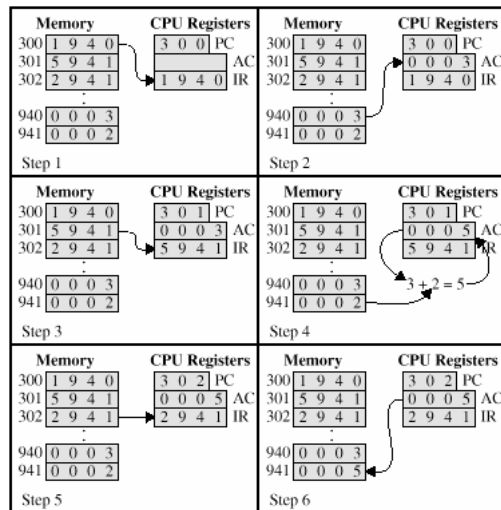 Memory CPU Registers
300 1 9 4 0 3 0 0 PC
301 5 9 4 1 AC
302 2 9 4 1 1 9 4 0 IR
:
940 0 0 0 3
941 0 0 0 2
Step 1
Memory CPU Registers
300 1 9 4 0 3 0 0 PC
301 5 9 4 1 0 0 0 3 AC
302 2 9 4 1 1 9 4 0 IR
:
940 0 0 0 3
941 0 0 0 2
Step 2
Memory CPU Registers
300 1 9 4 0 3 0 1 PC
301 5 9 4 1 0 0 0 3 AC
302 2 9 4 1 5 9 4 1 IR
:
940 0 0 0 3
941 0 0 0 2
Step 3
Memory CPU Registers
300 1 9 4 0 3 0 1 PC
301 5 9 4 1 0 0 0 5 AC
302 2 9 4 1 5 9 4 1 IR
:
940 0 0 0 3 3 + 2 = 5
941 0 0 0 2
Step 4
Memory CPU Registers
300 1 9 4 0 3 0 2 PC
301 5 9 4 1 0 0 0 5 AC
302 2 9 4 1 2 9 4 1 IR
:
940 0 0 0 3
941 0 0 0 2
Step 5
Memory CPU Registers
300 1 9 4 0 3 0 2 PC
301 5 9 4 1 0 0 0 5 AC
302 2 9 4 1 2 9 4 1 IR
:
940 0 0 0 3
941 0 0 0 5
Step 6